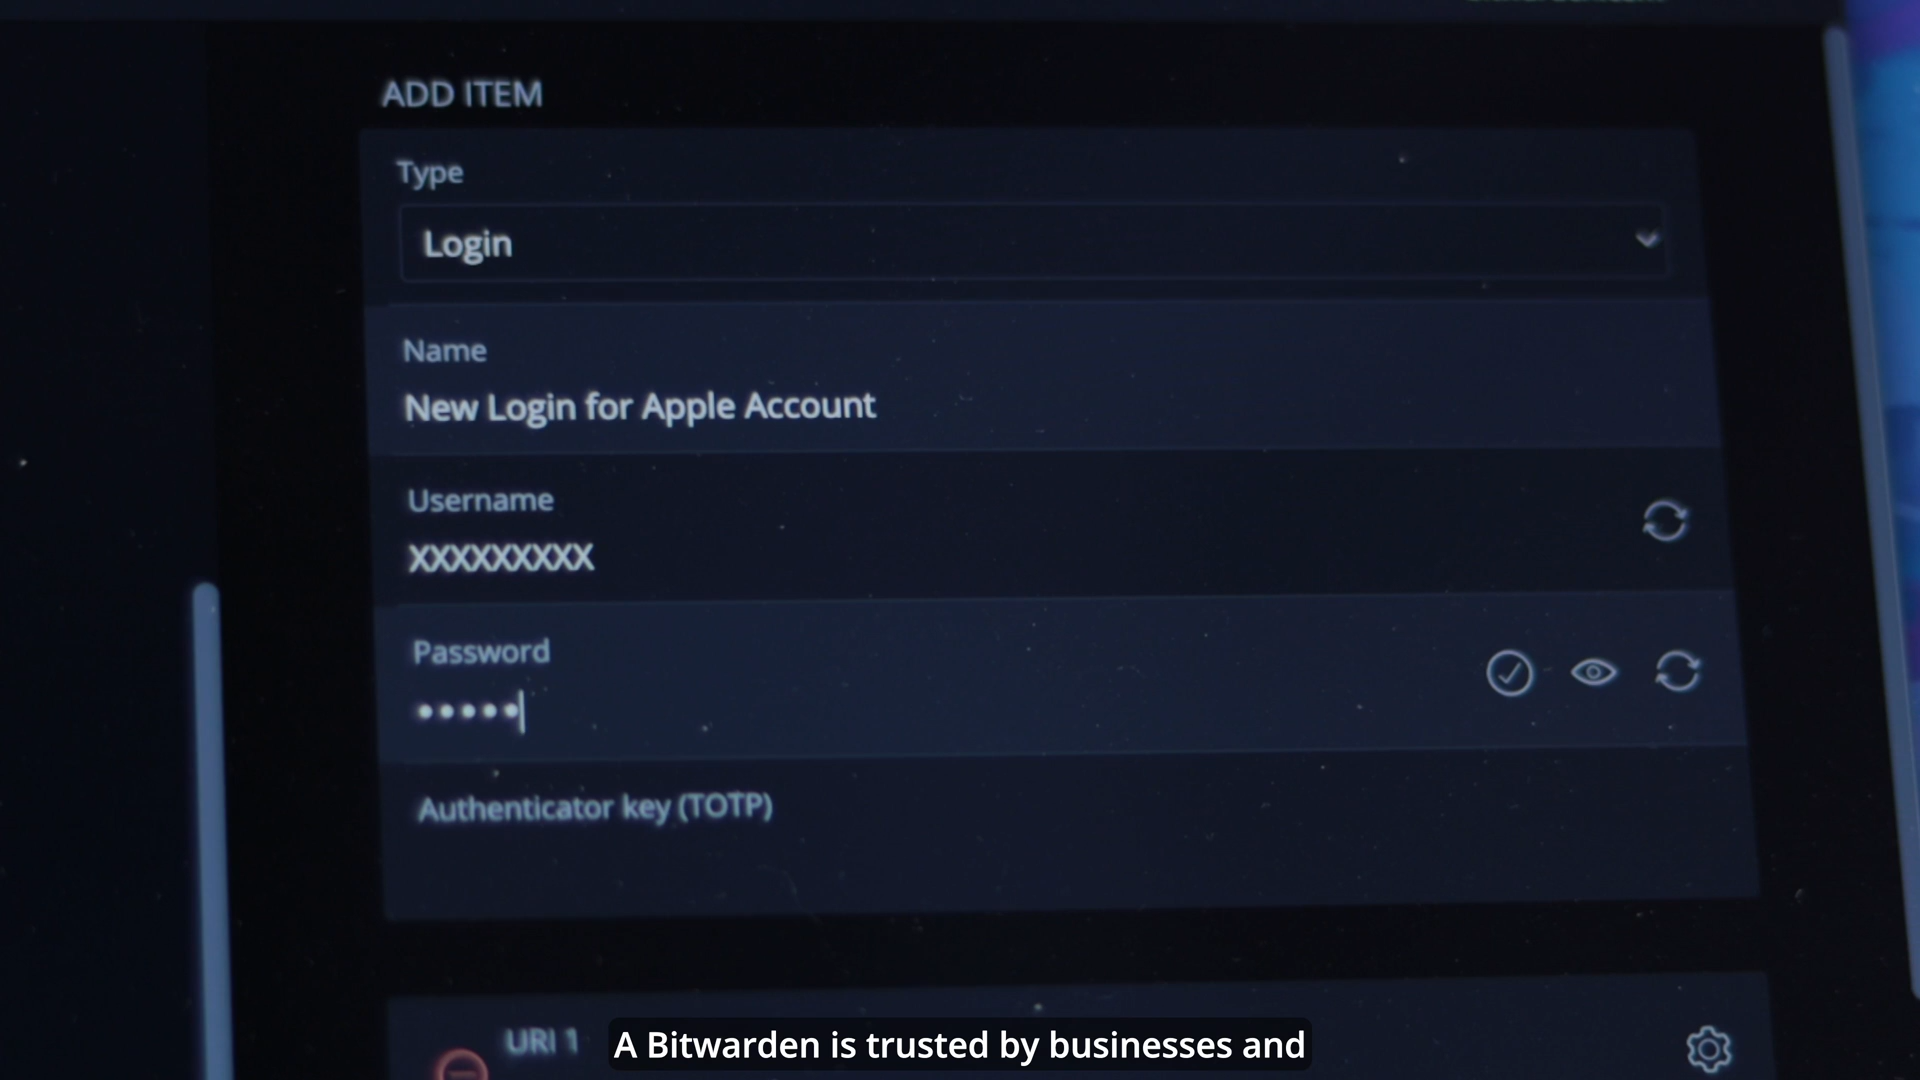 ADD ITEM
Type
Login
Name
New Login for Apple Account
Username
XXXXXXXXX
Password
Authenticator key (TOTP)
URI 1
A Bitwarden is trusted by businesses and